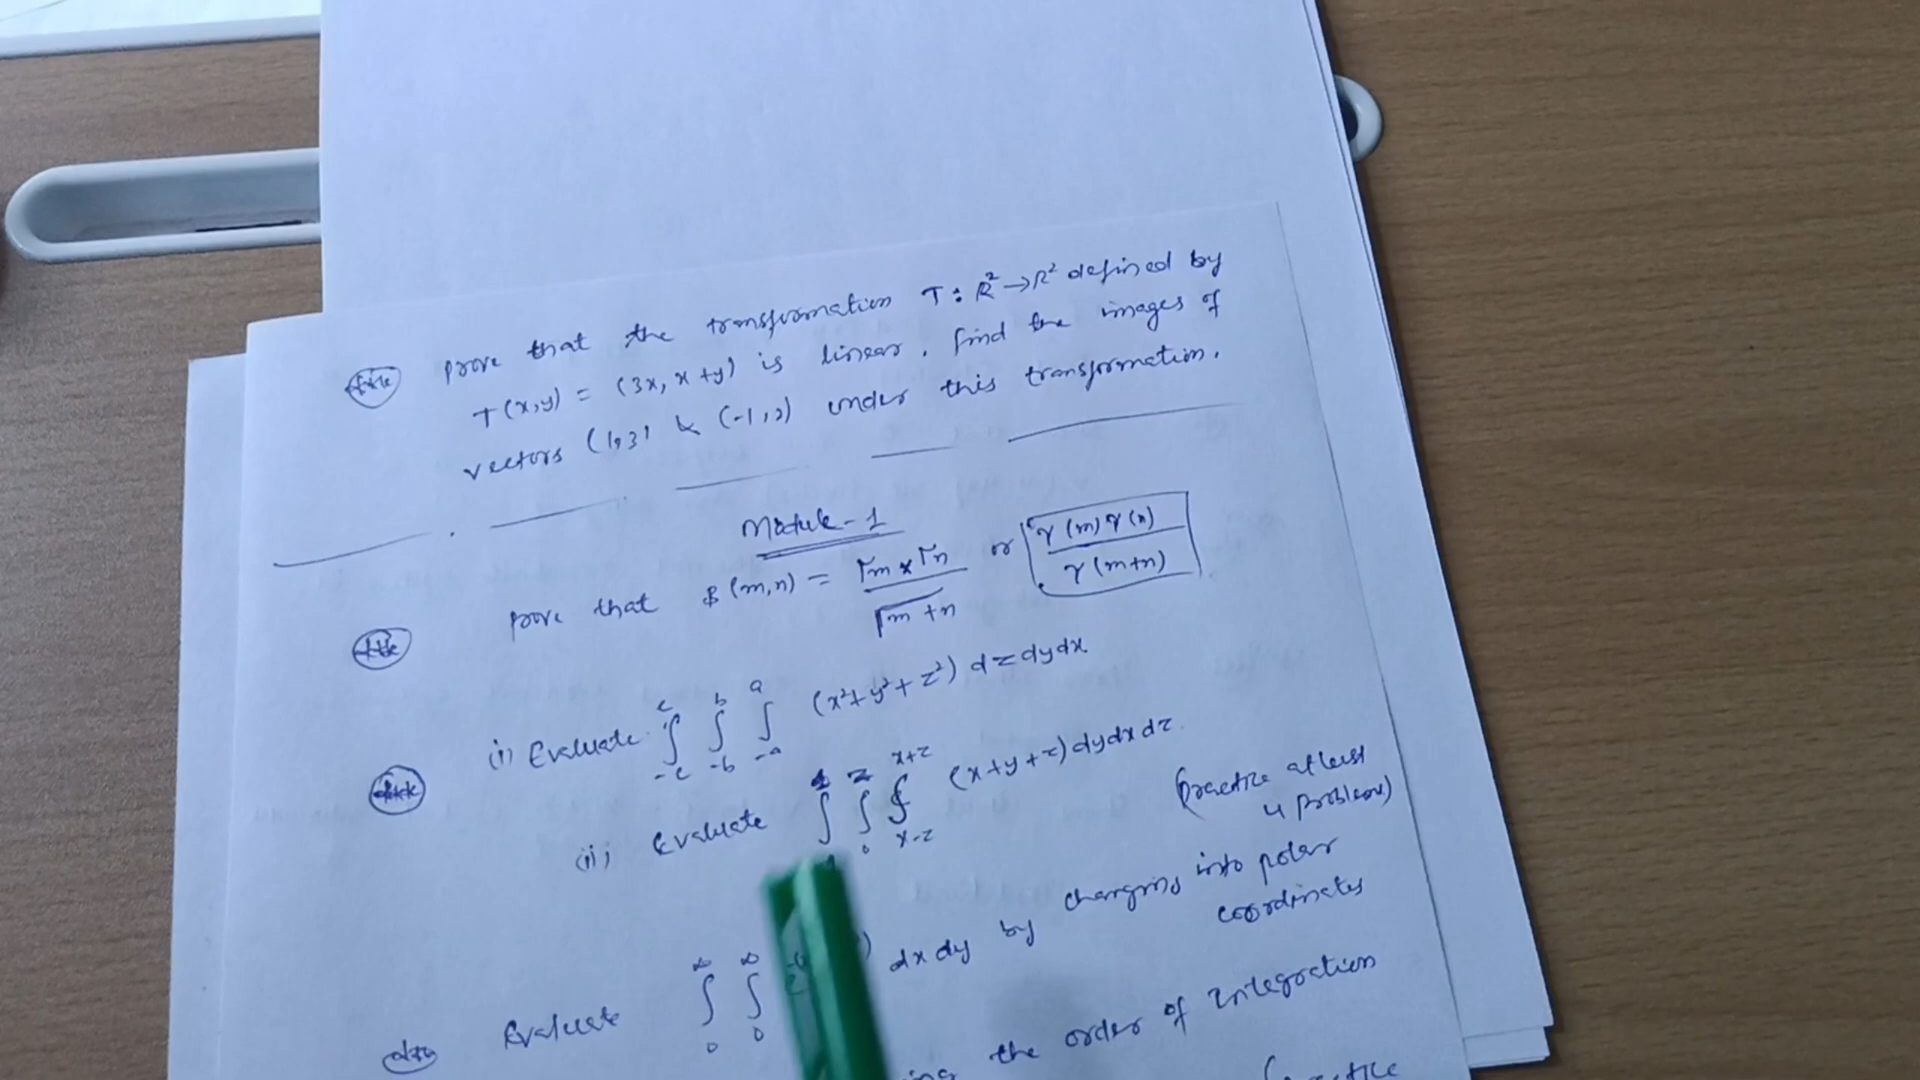 Prove that the transformation T : R² → R² defined by
T(x,y) = (3x, x+y) is linear. find the images of
vectors (1,3) & (-1,2) under this transformation.
Module-1
prove that β(m,n) = Γm × Γn / Γm+n or γ(m) γ(n) / γ(m+n)
(i) Evaluate ∫_{-c}^{c} ∫_{-b}^{b} ∫_{-a}^{a} (x²+y²+z²) dz dy dx
(ii) Evaluate ∫ ∫_{0}^{z} ∫_{x-z}^{x+z} (x+y+z) dy dx dz
(practice atleast
4 problems)
Evaluate ∫_{0}^{∞} ∫_{0}^{∞} dx dy by changing into polar
coordinates
the order of Integration